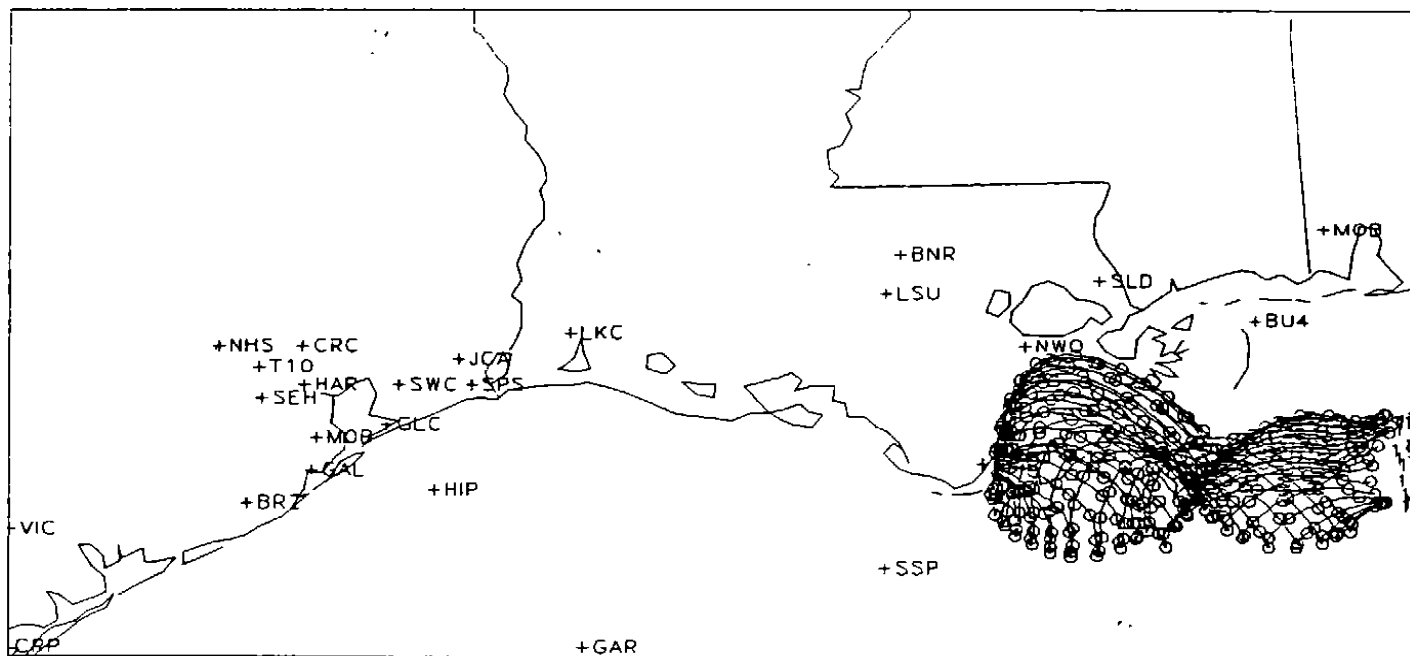 +MOB
+BNR
+SLD
+LSU
+BU4
+LKC
+NHS +CRC
+NWO
+JCA
+T10
+HAR +SWC +SPS
+SEH
+GLC
+MOB
+GAL
+HIP
+BRZ
+VIC
+SSP
+CRP
+GAR